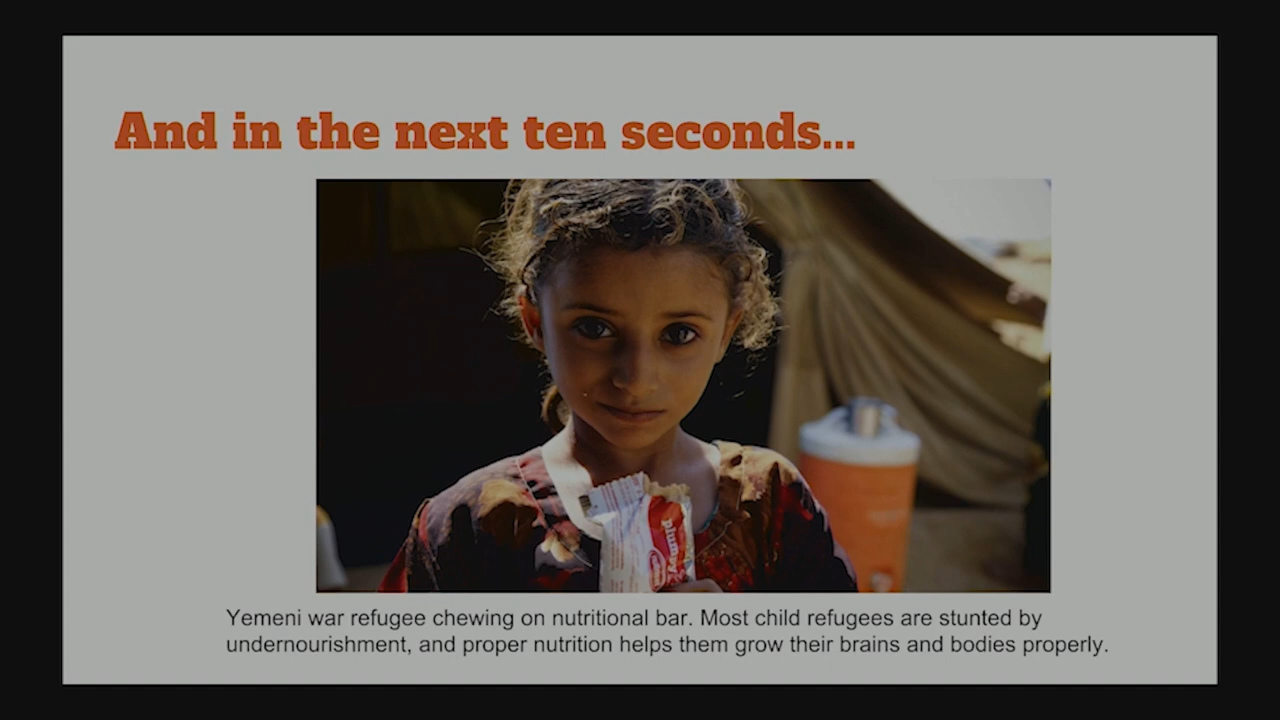 And in the next ten seconds...
Yemeni war refugee chewing on nutritional bar. Most child refugees are stunted by
undernourishment, and proper nutrition helps them grow their brains and bodies properly.